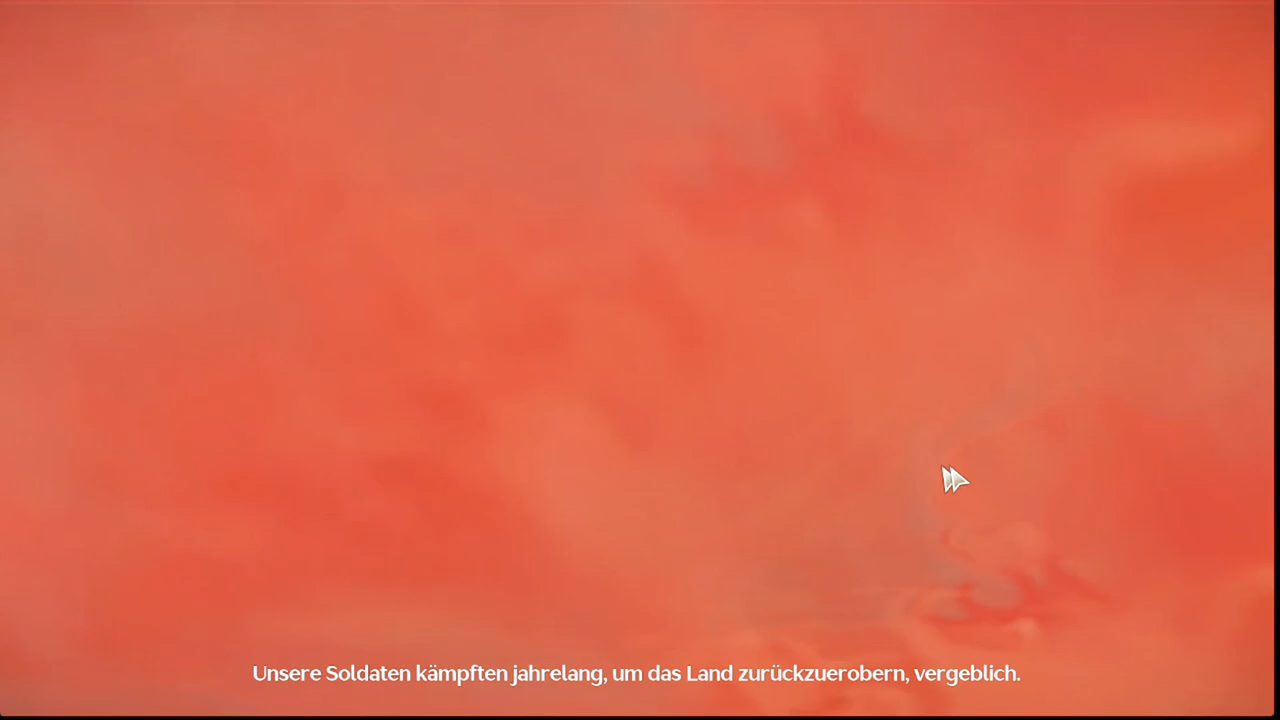 Unsere Soldaten kämpften jahrelang, um das Land zurückzuerobern, vergeblich.